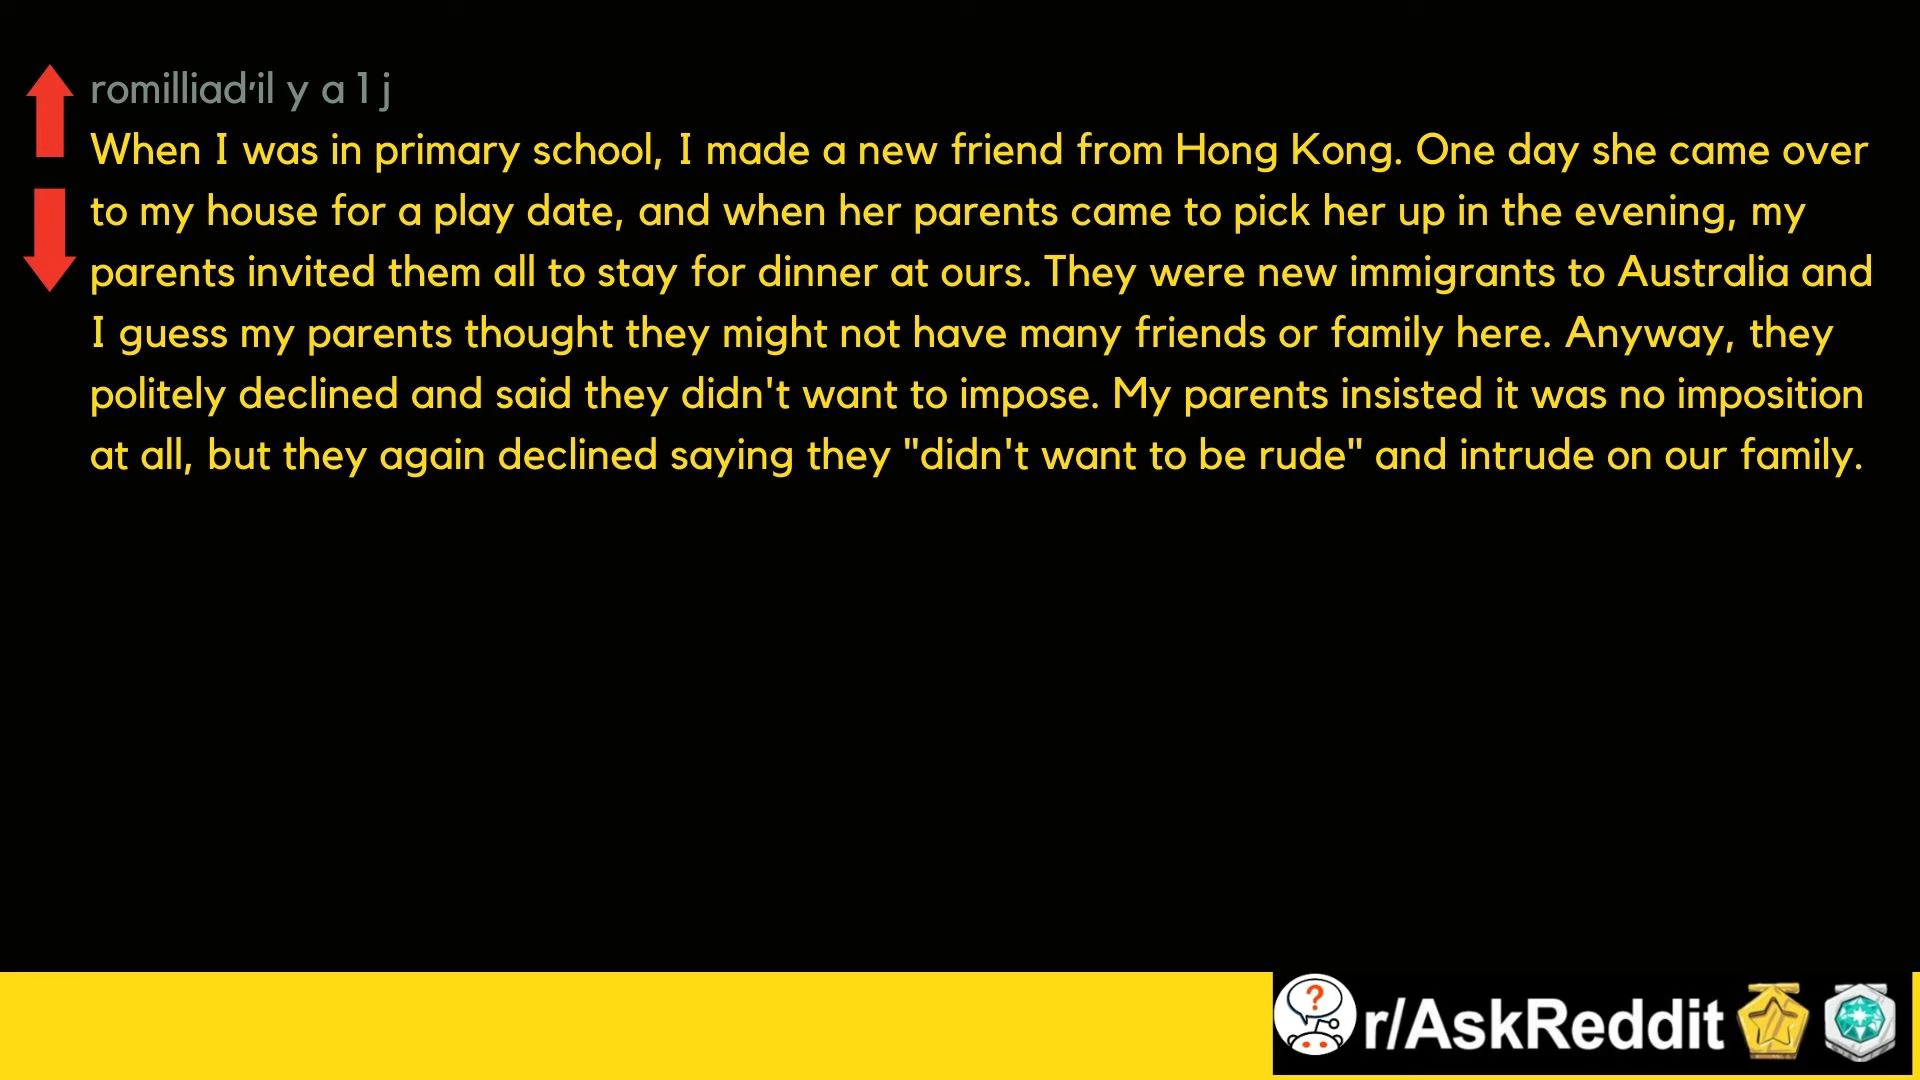 romilliad·il y a 1 j
When I was in primary school, I made a new friend from Hong Kong. One day she came over
to my house for a play date, and when her parents came to pick her up in the evening, my
parents invited them all to stay for dinner at ours. They were new immigrants to Australia and
I guess my parents thought they might not have many friends or family here. Anyway, they
politely declined and said they didn't want to impose. My parents insisted it was no imposition
at all, but they again declined saying they "didn't want to be rude" and intrude on our family.
?
r/AskReddit